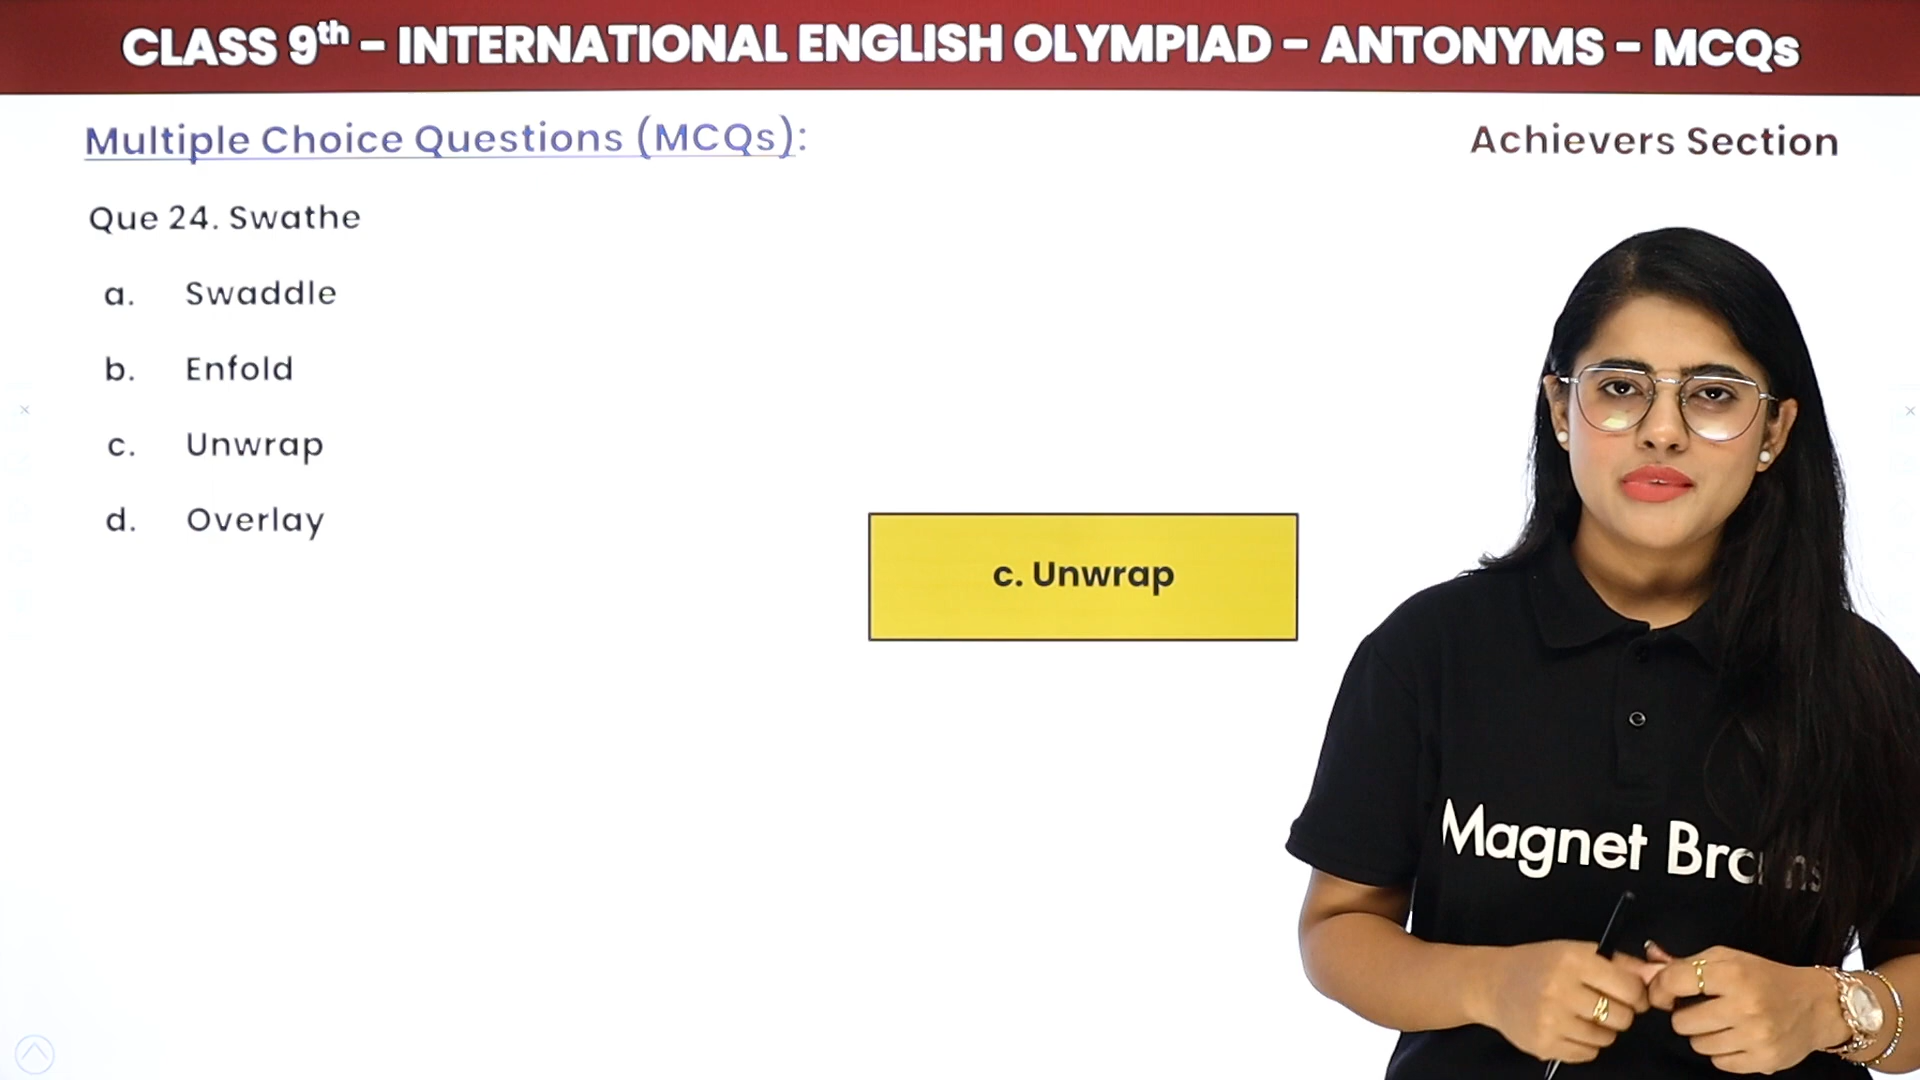 CLASS 9th – INTERNATIONAL ENGLISH OLYMPIAD – ANTONYMS – MCQs
Multiple Choice Questions (MCQs):
Achievers Section
Que 24. Swathe
a. Swaddle
b. Enfold
c. Unwrap
d. Overlay
c. Unwrap
Magnet